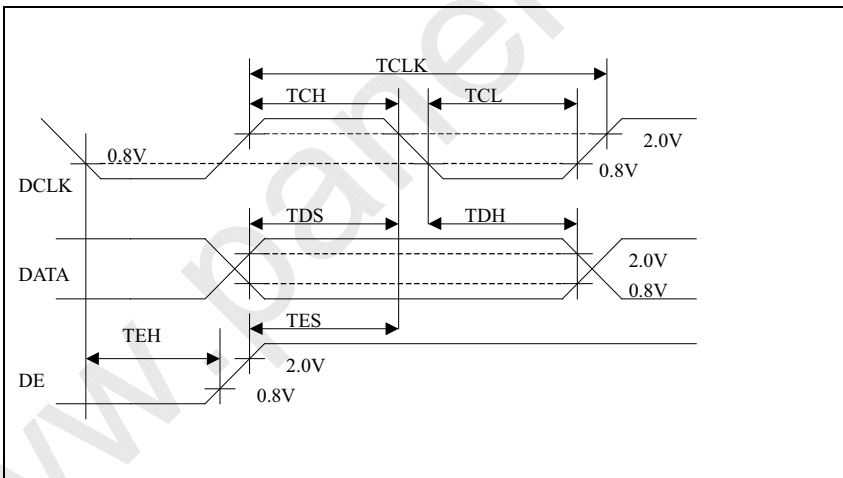 TCLK
TCH TCL
0.8V 2.0V
DCLK 0.8V
TDS TDH
DATA 2.0V
0.8V
TEH TES
DE 2.0V
0.8V